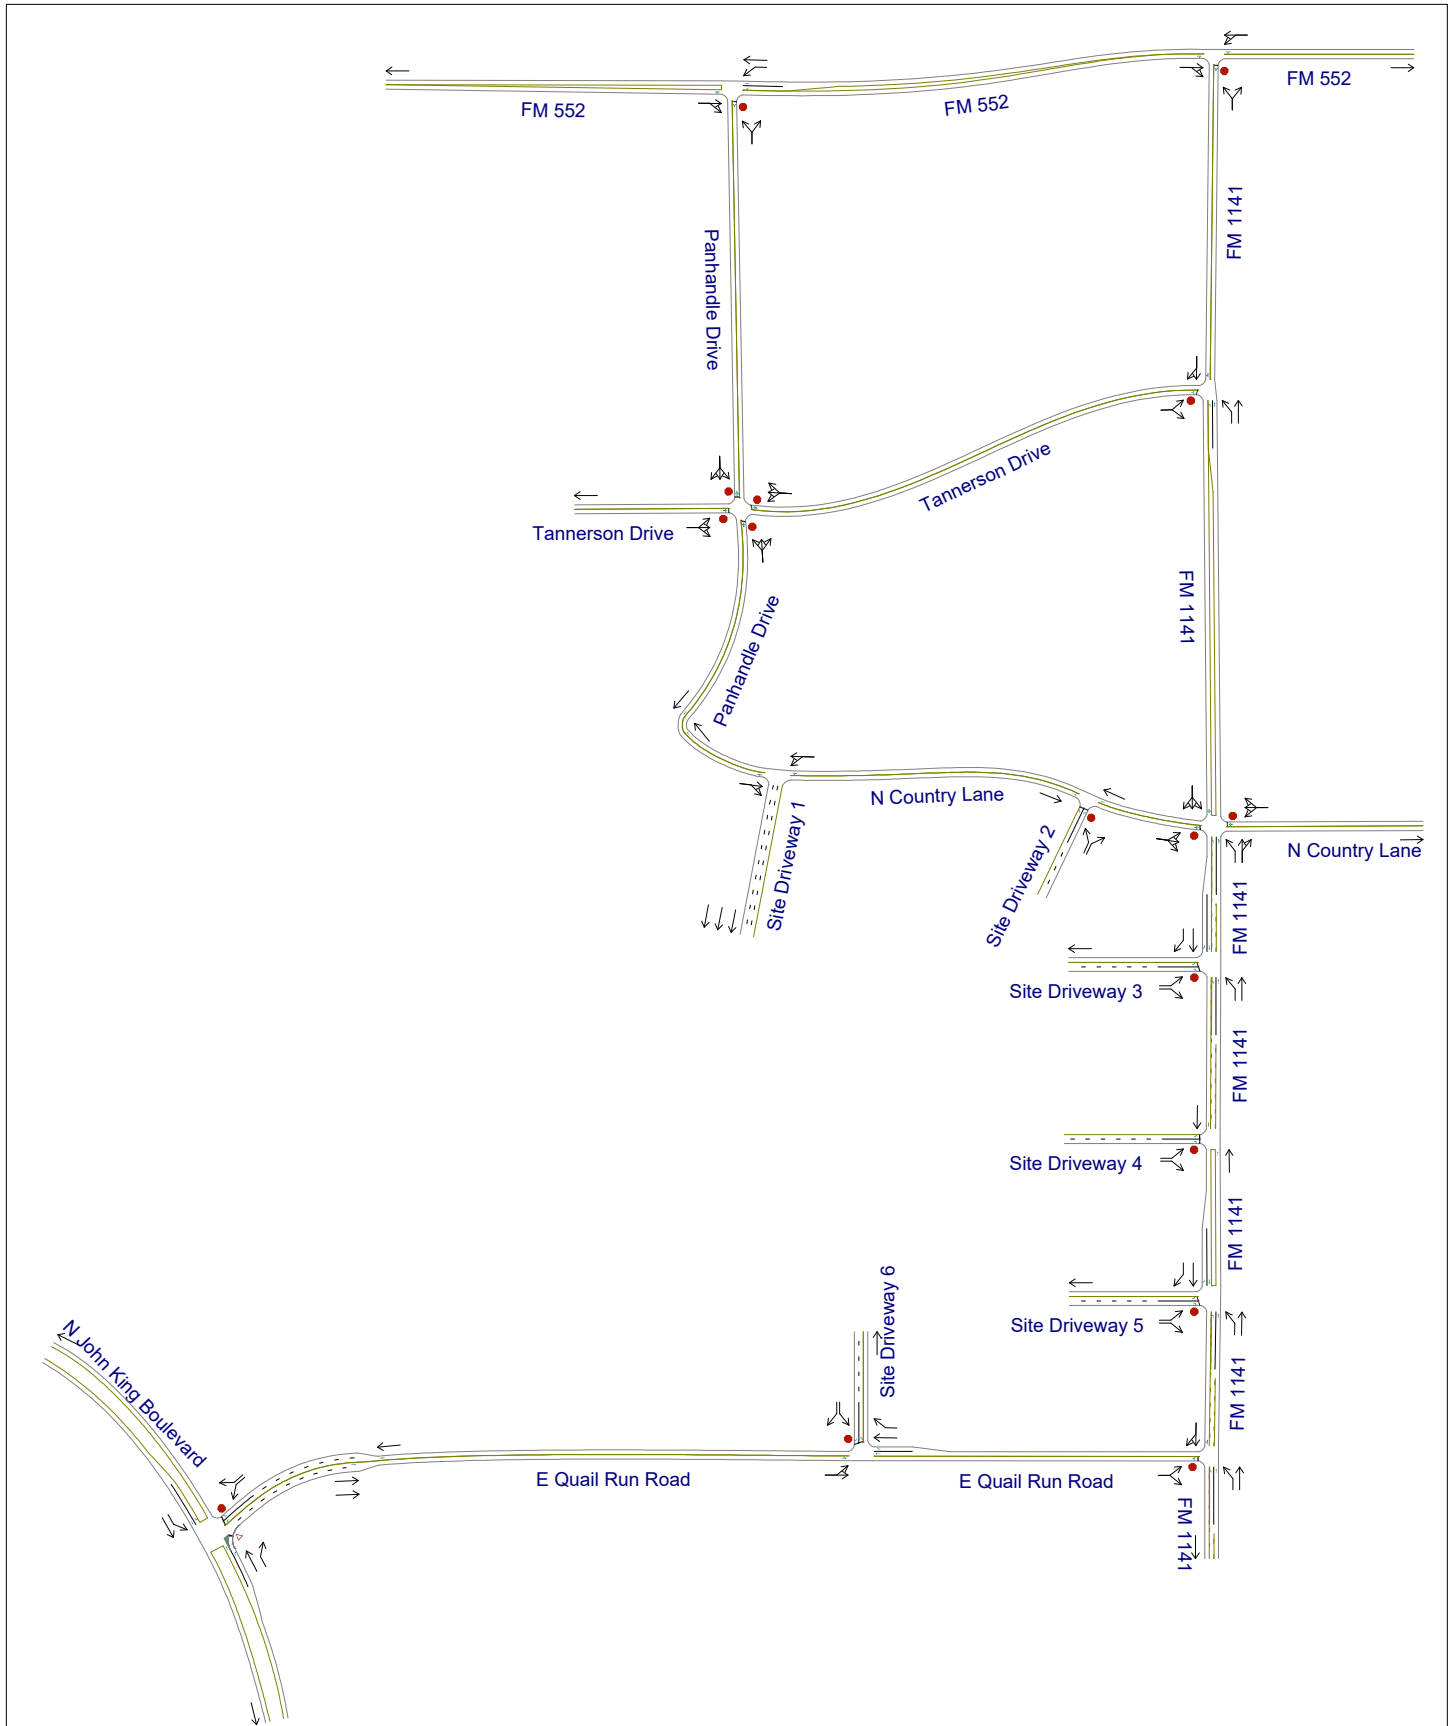 FM 552
FM 552
FM 552
Panhandle Drive
FM 1141
Tannerson Drive
Tannerson Drive
Panhandle Drive
FM 1141
N Country Lane
N Country Lane
Site Driveway 1
Site Driveway 2
FM 1141
Site Driveway 3
FM 1141
Site Driveway 4
FM 1141
Site Driveway 6
Site Driveway 5
N John King Boulevard
FM 1141
E Quail Run Road
E Quail Run Road
FM 1141